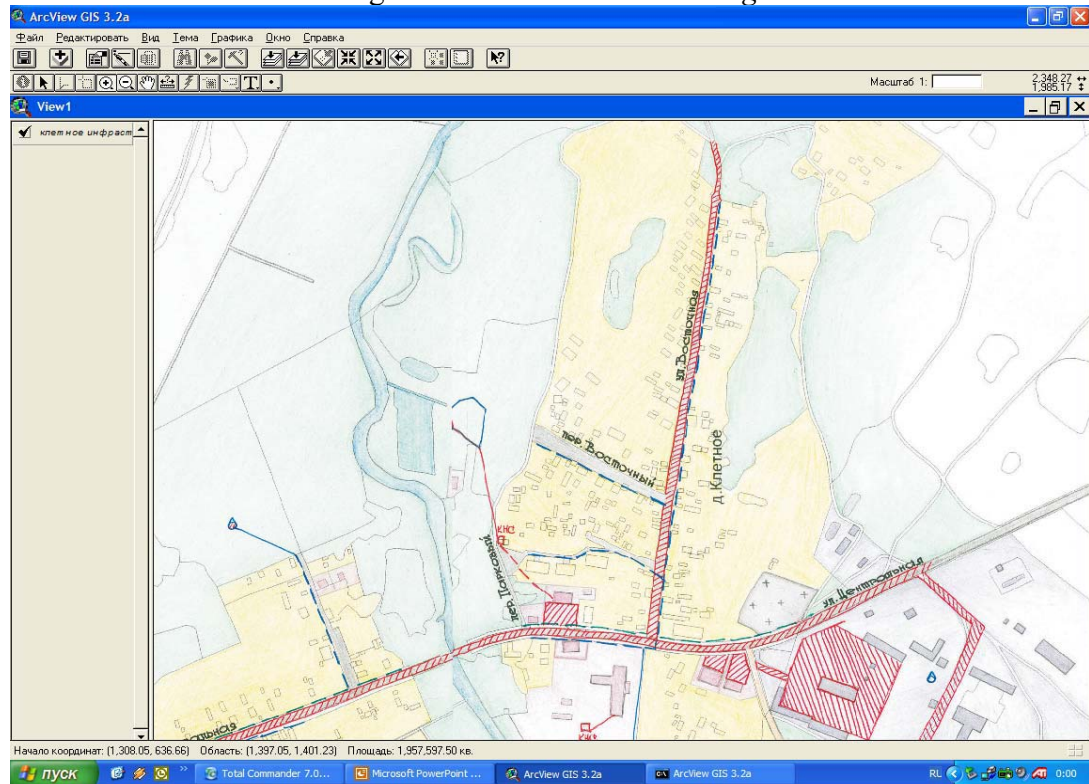 ArcView GIS 3.2a
Файл Редактировать Вид Тема Графика Окно Справка
Масштаб 1:
2,348.27
1,985.17
View1
клетное инфраст
ул. Восточная
пер. Восточный
д. Клетное
КНС
пер. Парковый
ул. Центральная
альная
КНС
Начало координат: (1,308.05, 636.66) Область: (1,397.05, 1,401.23) Площадь: 1,957,597.50 кв.
пуск
Total Commander 7.0...
Microsoft PowerPoint ...
ArcView GIS 3.2a
ArcView GIS 3.2a
RL
0:00